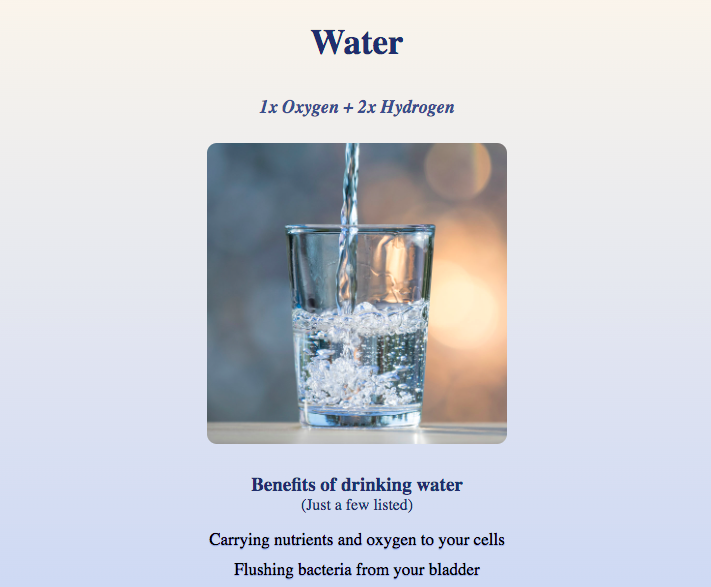 Water
1x Oxygen + 2x Hydrogen
Benefits of drinking water
(Just a few listed)
Carrying nutrients and oxygen to your cells
Flushing bacteria from your bladder